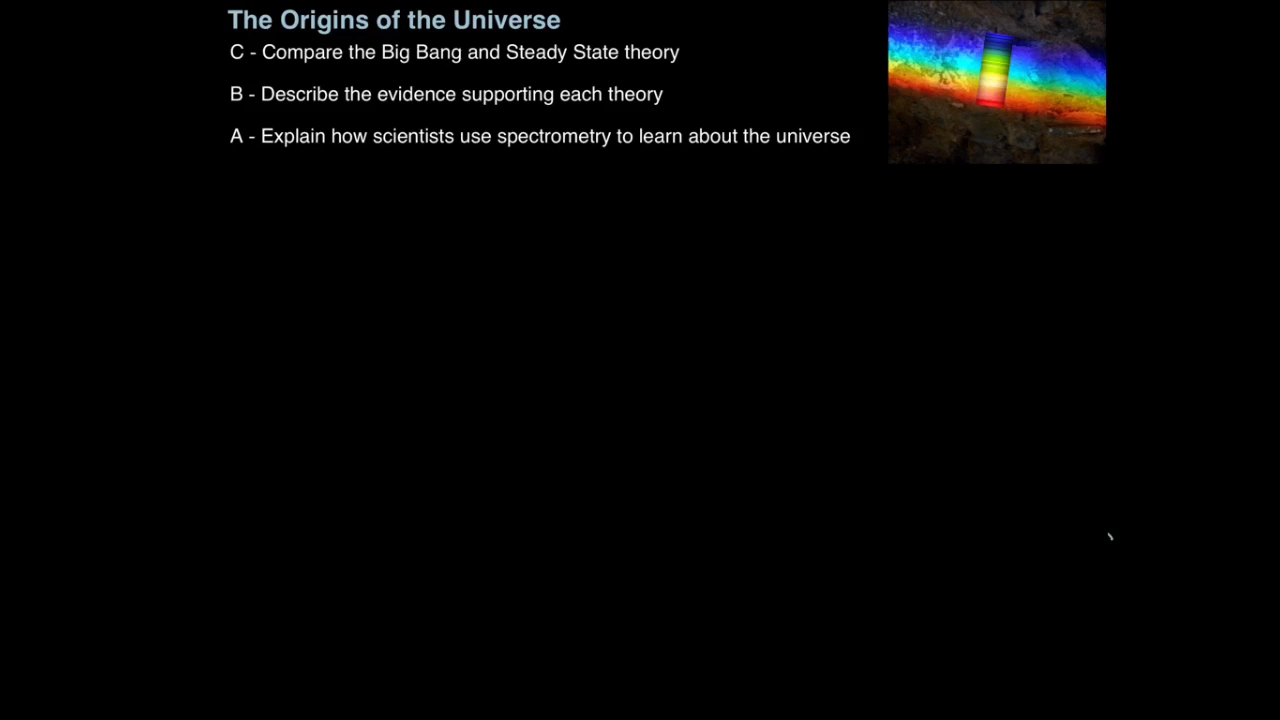 The Origins of the Universe
C - Compare the Big Bang and Steady State theory
B - Describe the evidence supporting each theory
A - Explain how scientists use spectrometry to learn about the universe